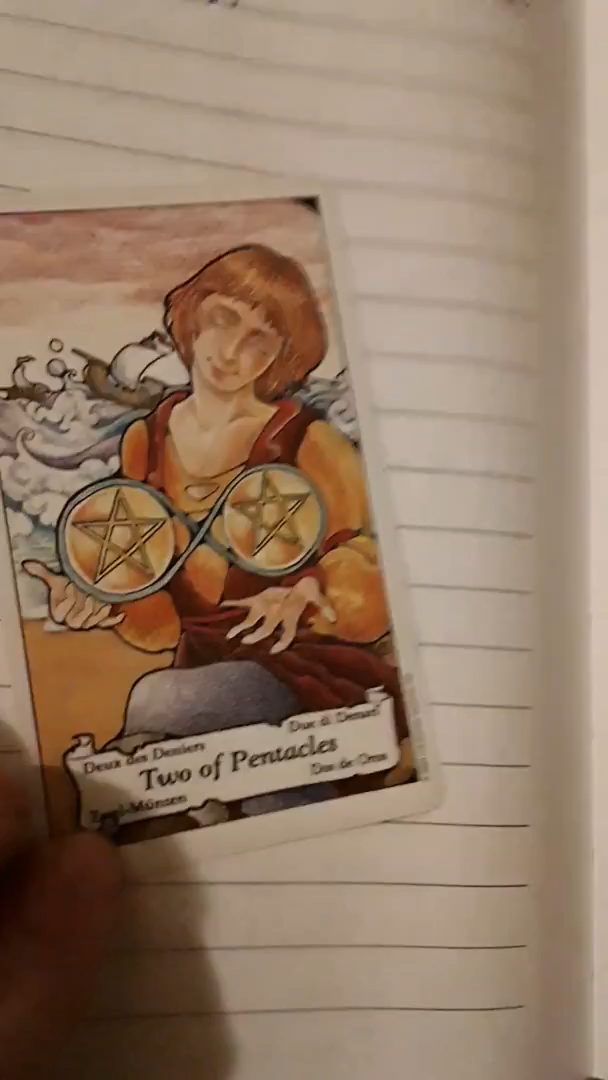 Deux des Deniers
Due di Denari
Two of Pentacles
Dos de Oros
Zwei-Münzen